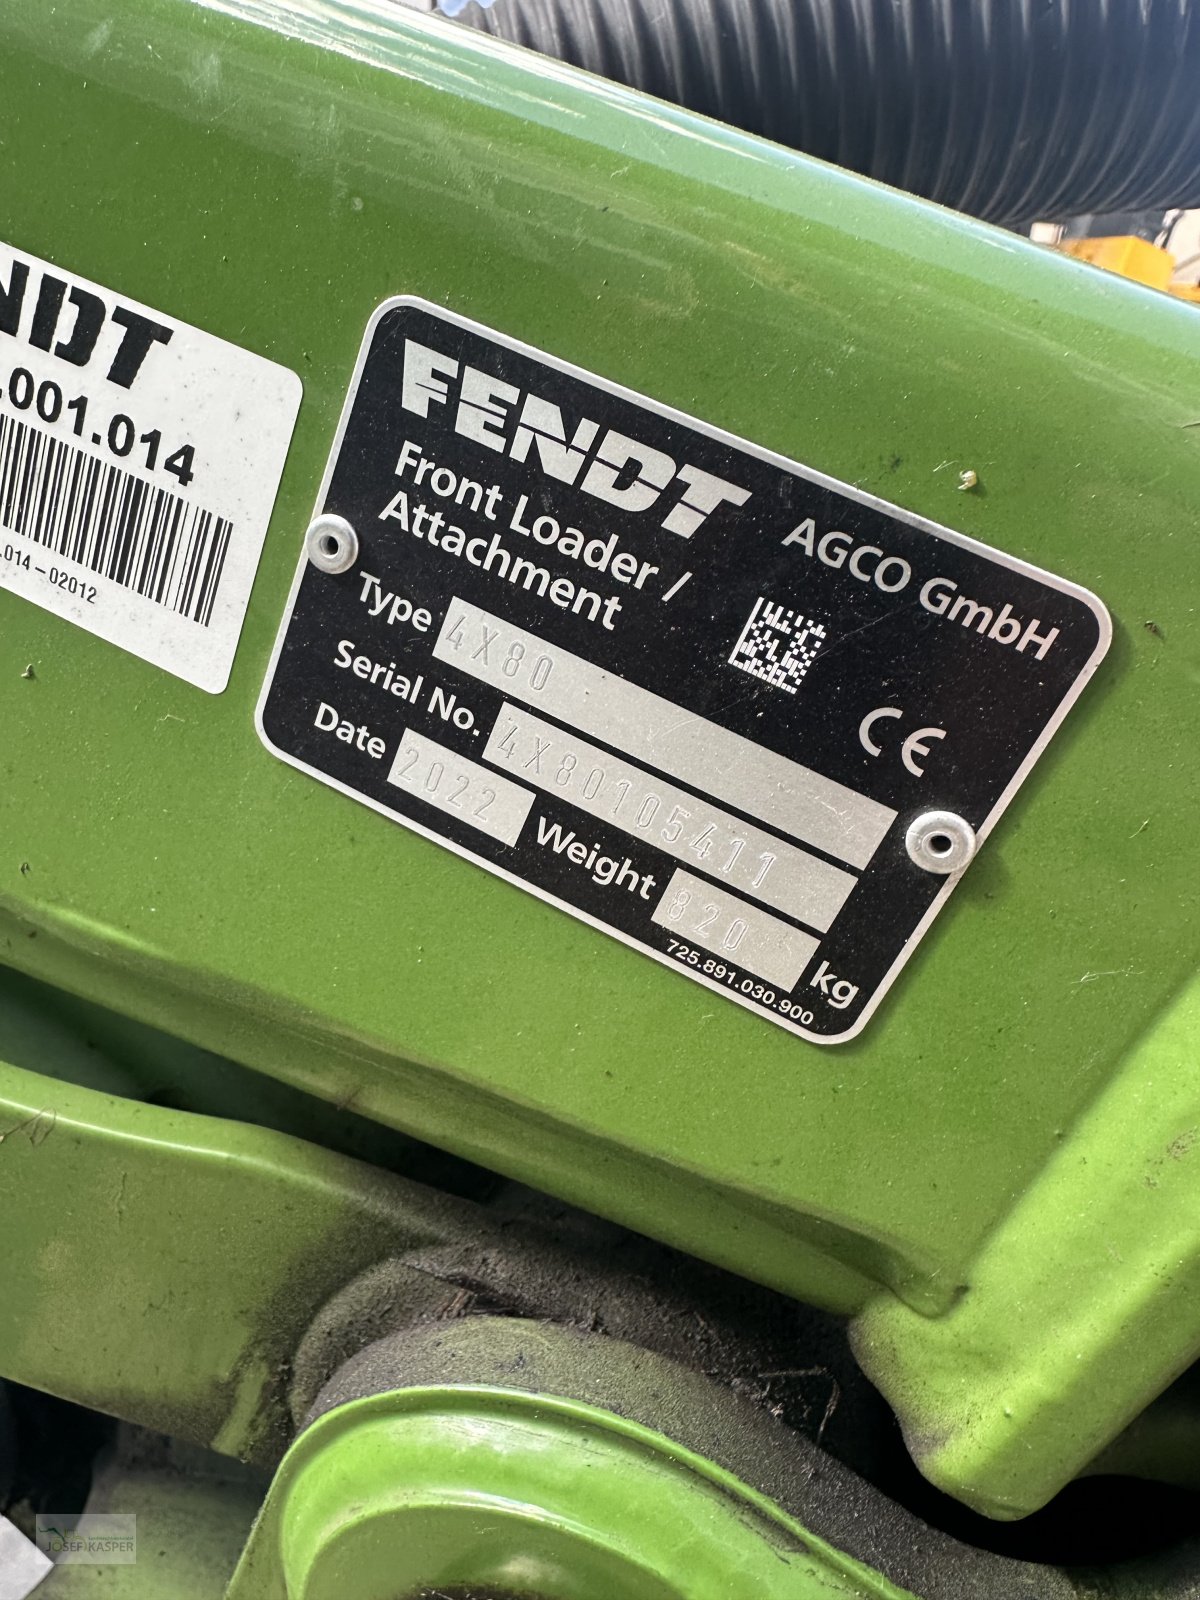 NDT
.001.014
.014-02012
FENDT
AGCO GmbH
Front Loader /
Attachment
Type 4X80
Serial No. 4X80105411
Date 2022 Weight 820 kg
CE
725.891.030.900
JOSEF KASPER